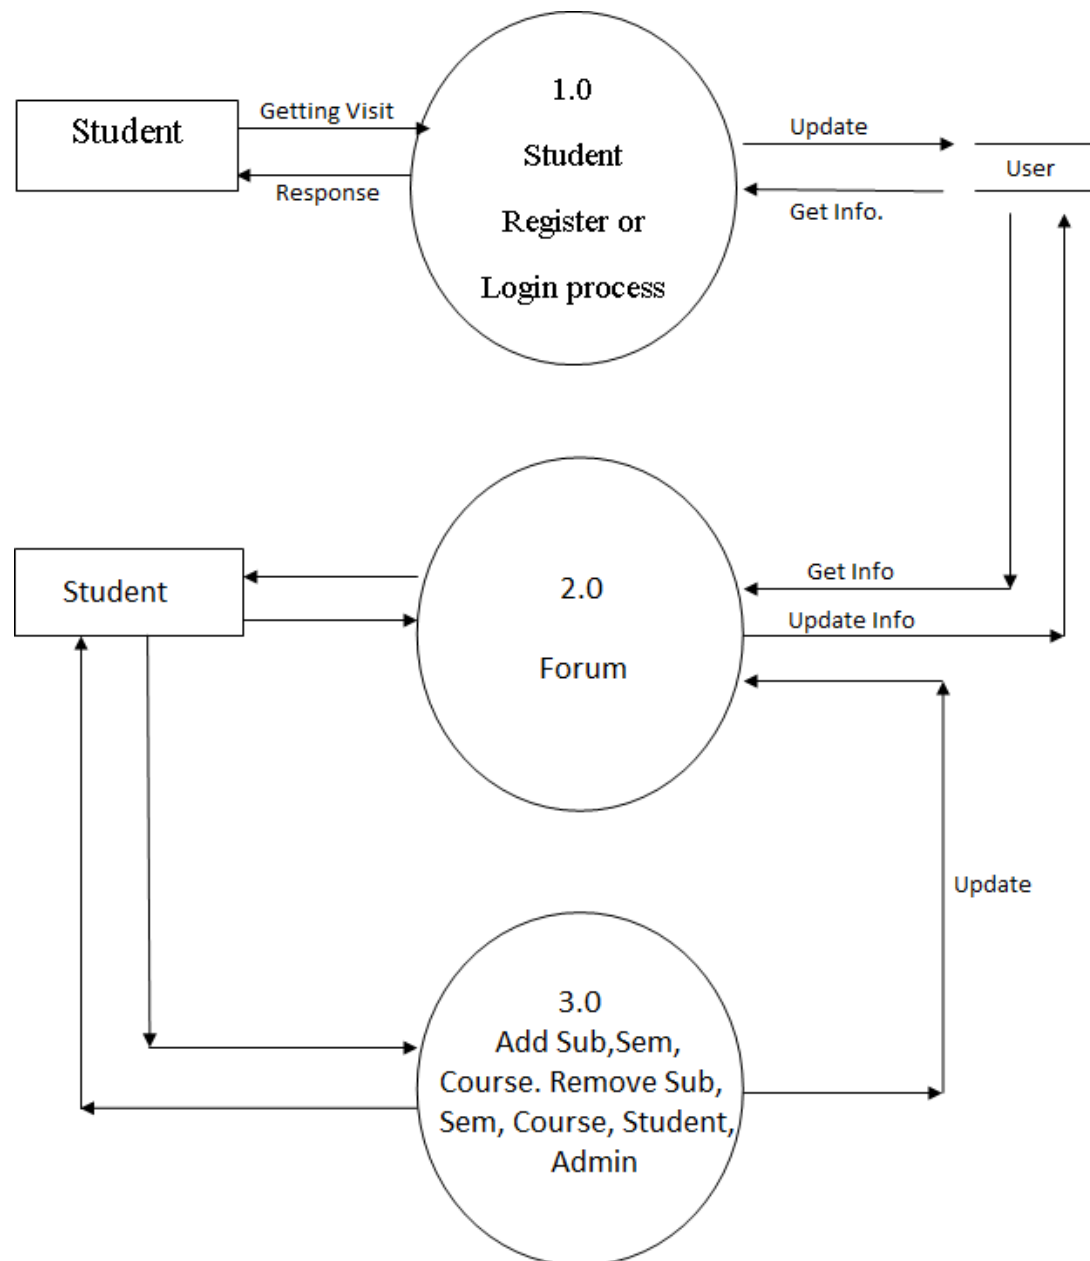 Student
Getting Visit
Response
1.0
Student
Register or
Login process
Update
Get Info.
User
Student
2.0
Forum
Get Info
Update Info
Update
3.0
Add Sub,Sem,
Course. Remove Sub,
Sem, Course, Student,
Admin